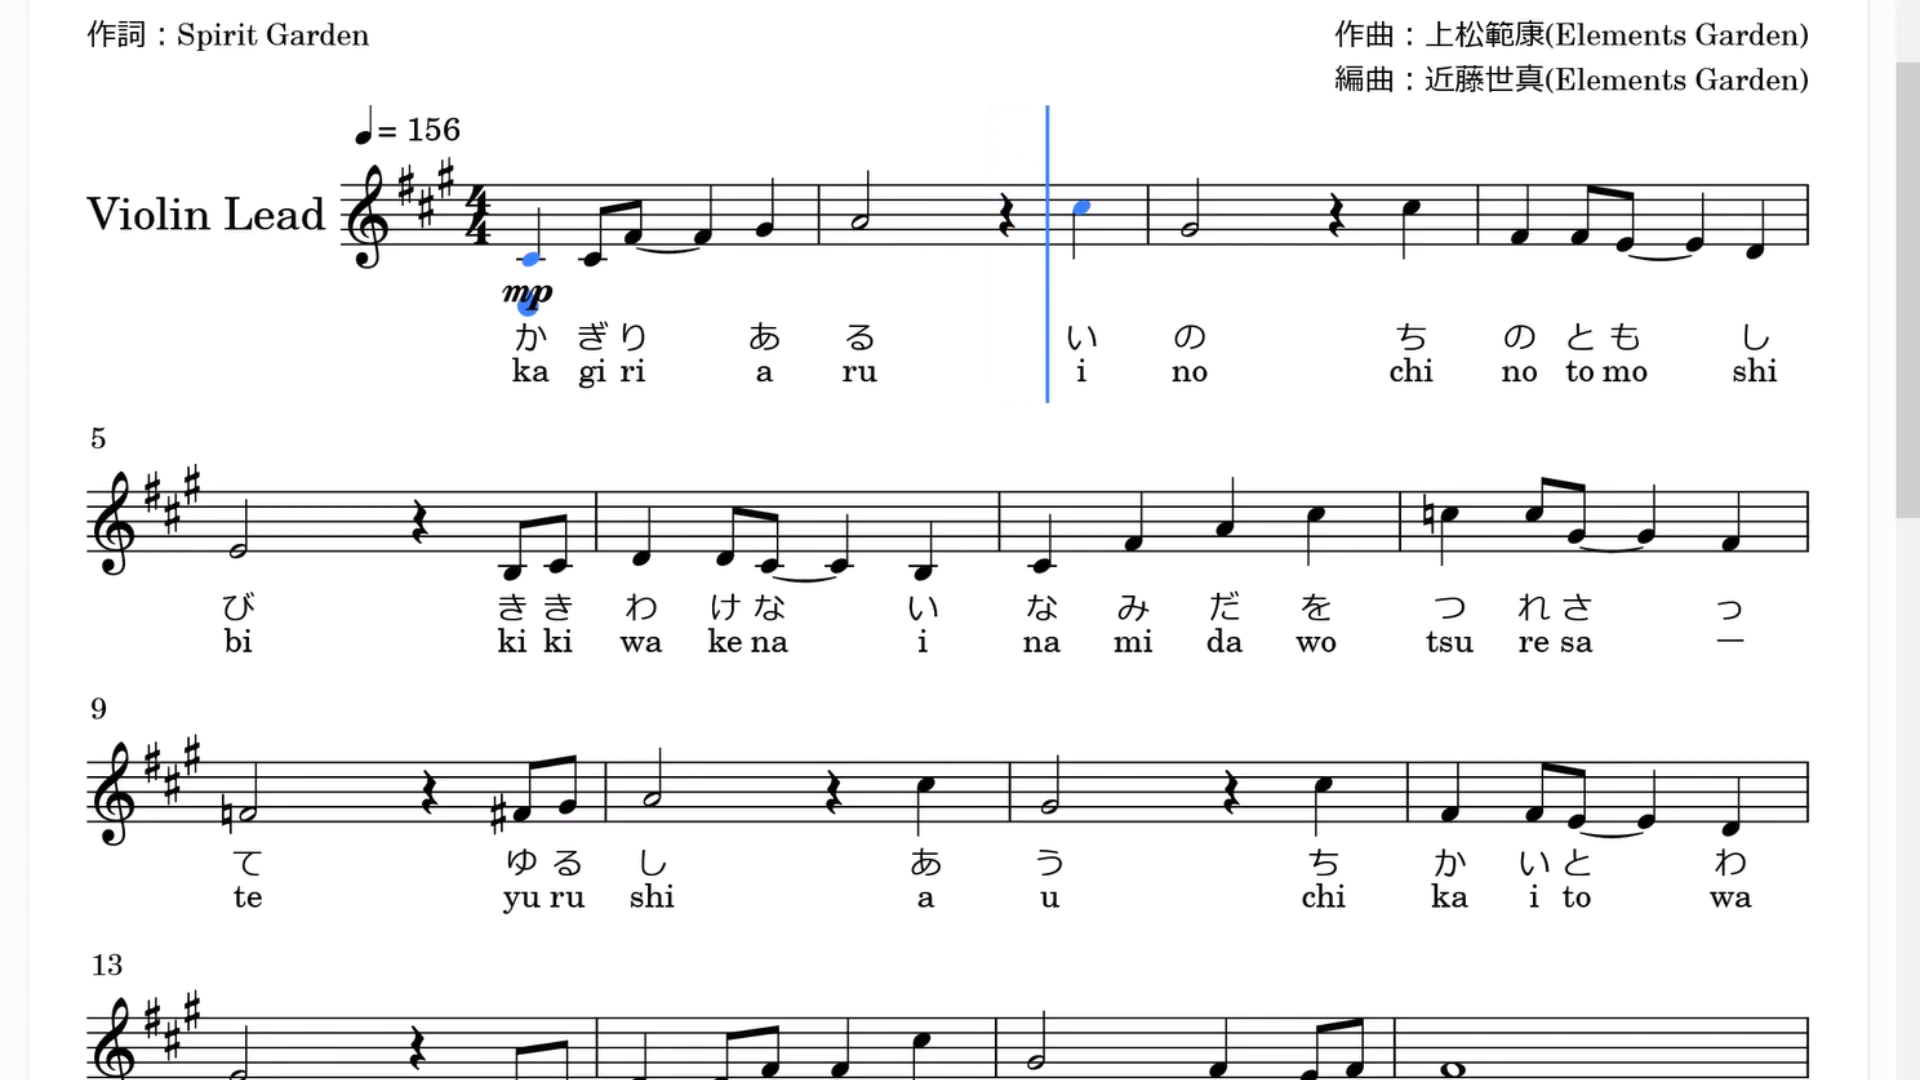 作詞：Spirit Garden
作曲：上松範康(Elements Garden)
編曲：近藤世真(Elements Garden)
= 156
Violin Lead
4
4
mp
か ぎ り あ る い の ち の と も し
ka gi ri a ru i no chi no to mo shi
5
び き き わ け な い な み だ を つ れ さ っ
bi ki ki wa ke na i na mi da wo tsu re sa —
9
て ゆ る し あ う ち か い と わ
te yu ru shi a u chi ka i to wa
13